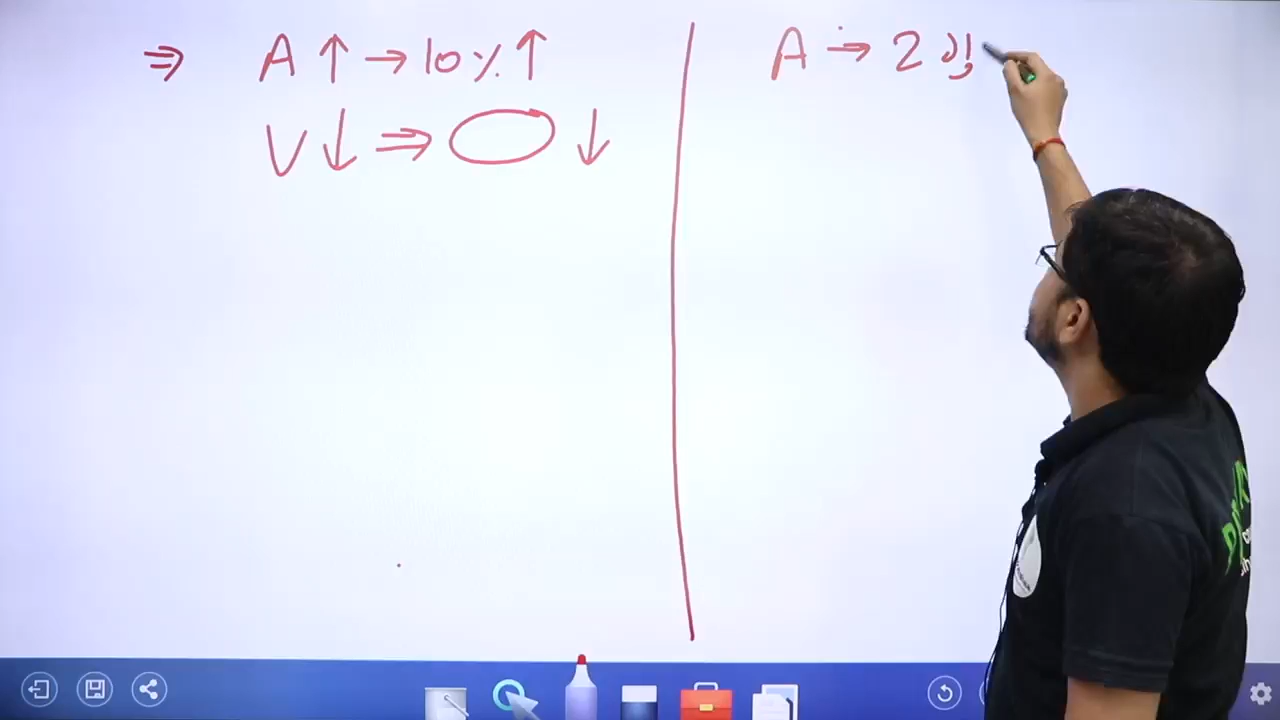 ⇒ A ↑ → 10% ↑
V ↓ ⇒ ↓
A → 2